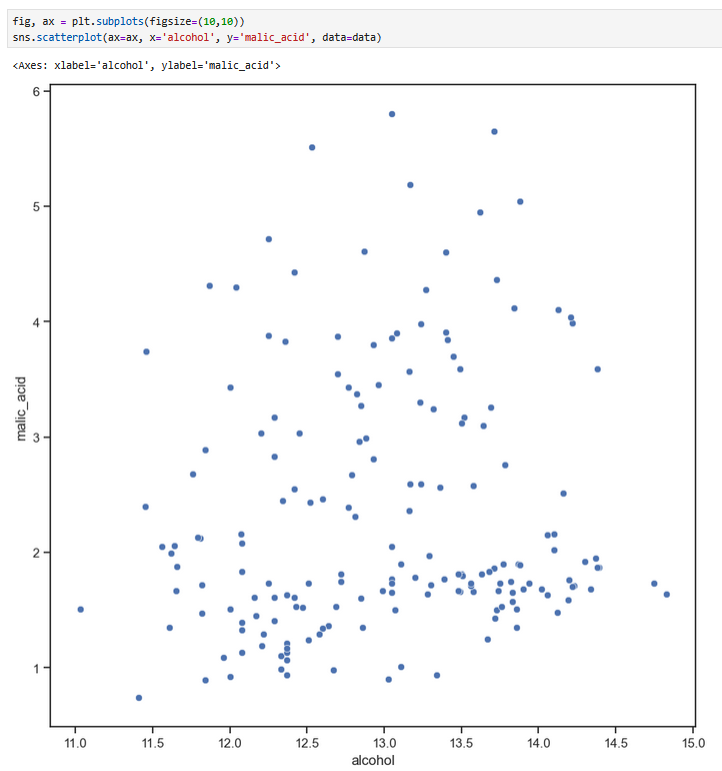 fig, ax = plt.subplots(figsize=(10,10))
sns.scatterplot(ax=ax, x='alcohol', y='malic_acid', data=data)
<Axes: xlabel='alcohol', ylabel='malic_acid'>
6
5
4
3
2
1
malic_acid
11.0 11.5 12.0 12.5 13.0 13.5 14.0 14.5 15.0
alcohol